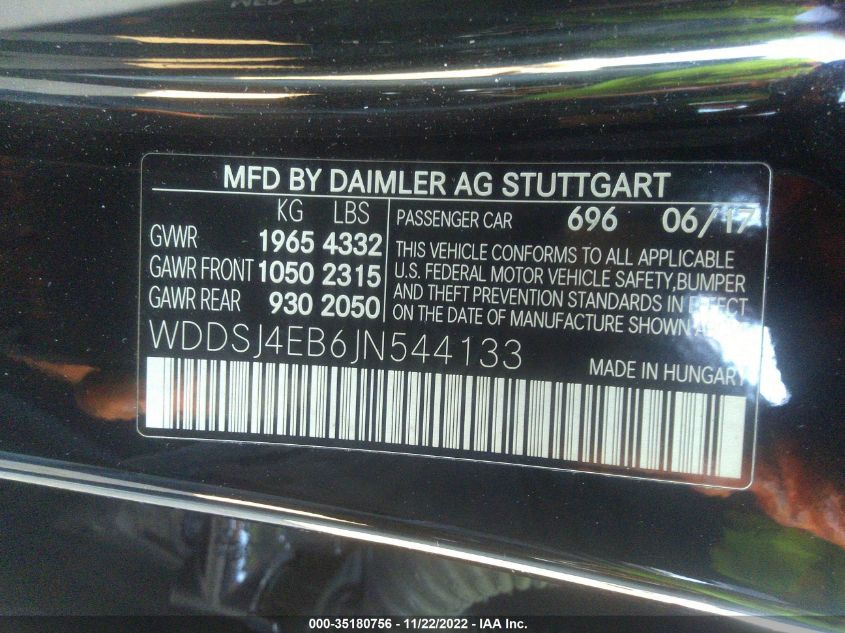 MFD BY DAIMLER AG STUTTGART
KG LBS
GVWR 1965 4332
GAWR FRONT 1050 2315
GAWR REAR 930 2050
PASSENGER CAR 696 06/17
THIS VEHICLE CONFORMS TO ALL APPLICABLE
U.S. FEDERAL MOTOR VEHICLE SAFETY,BUMPER
AND THEFT PREVENTION STANDARDS IN EFFECT
ON THE DATE OF MANUFACTURE SHOWN ABOVE
WDDSJ4EB6JN544133
MADE IN HUNGARY
000-35180756 - 11/22/2022 - IAA Inc.